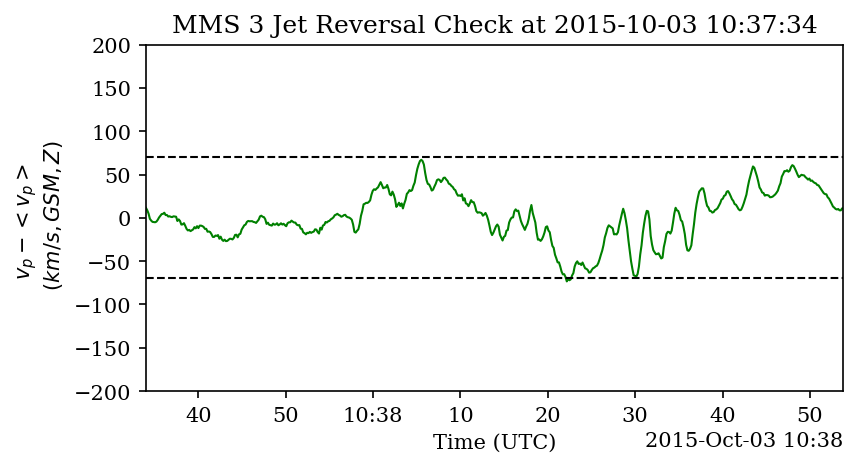 MMS 3 Jet Reversal Check at 2015-10-03 10:37:34
200
150
100
50
0
−50
−100
−150
−200
v_p − <v_p>
(km/s, GSM, Z)
40 50 10:38 10 20 30 40 50
Time (UTC)
2015-Oct-03 10:38